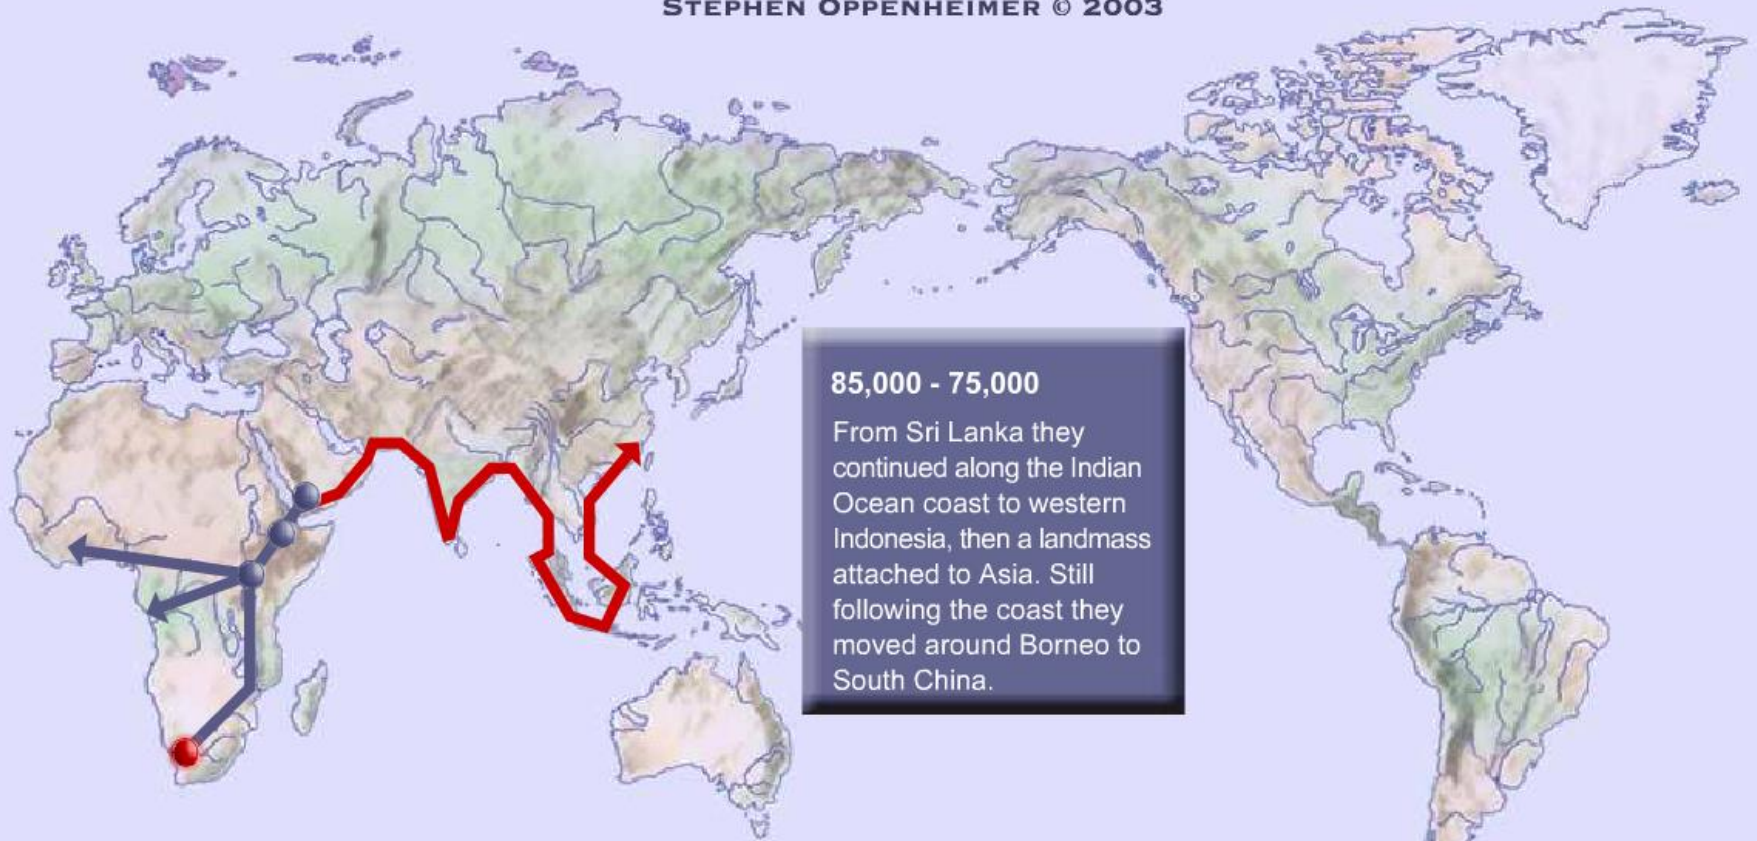 STEPHEN OPPENHEIMER © 2003
85,000 - 75,000
From Sri Lanka they
continued along the Indian
Ocean coast to western
Indonesia, then a landmass
attached to Asia. Still
following the coast they
moved around Borneo to
South China.